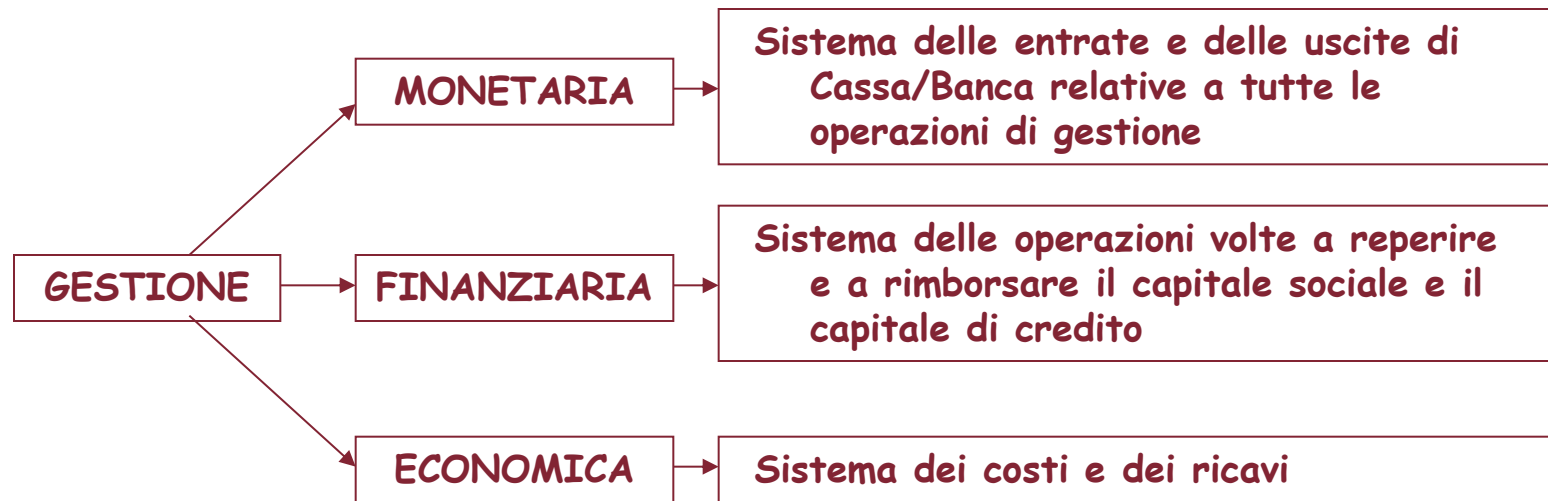 MONETARIA
Sistema delle entrate e delle uscite di
Cassa/Banca relative a tutte le
operazioni di gestione
GESTIONE
FINANZIARIA
Sistema delle operazioni volte a reperire
e a rimborsare il capitale sociale e il
capitale di credito
ECONOMICA
Sistema dei costi e dei ricavi